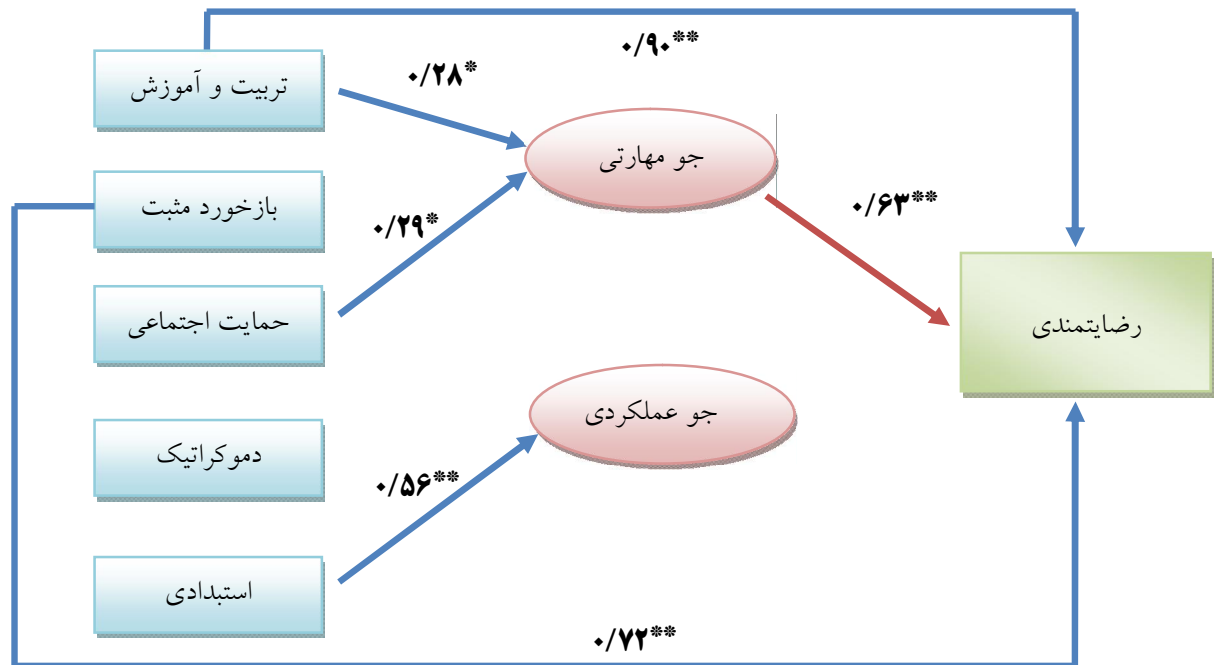 ۰/۹۰**
تربیت و آموزش
۰/۲۸*
جو مهارتی
بازخورد مثبت
۰/۲۹*
۰/۶۳**
حمایت اجتماعی
رضایتمندی
جو عملکردی
دموکراتیک
۰/۵۶**
استبدادی
۰/۷۲**